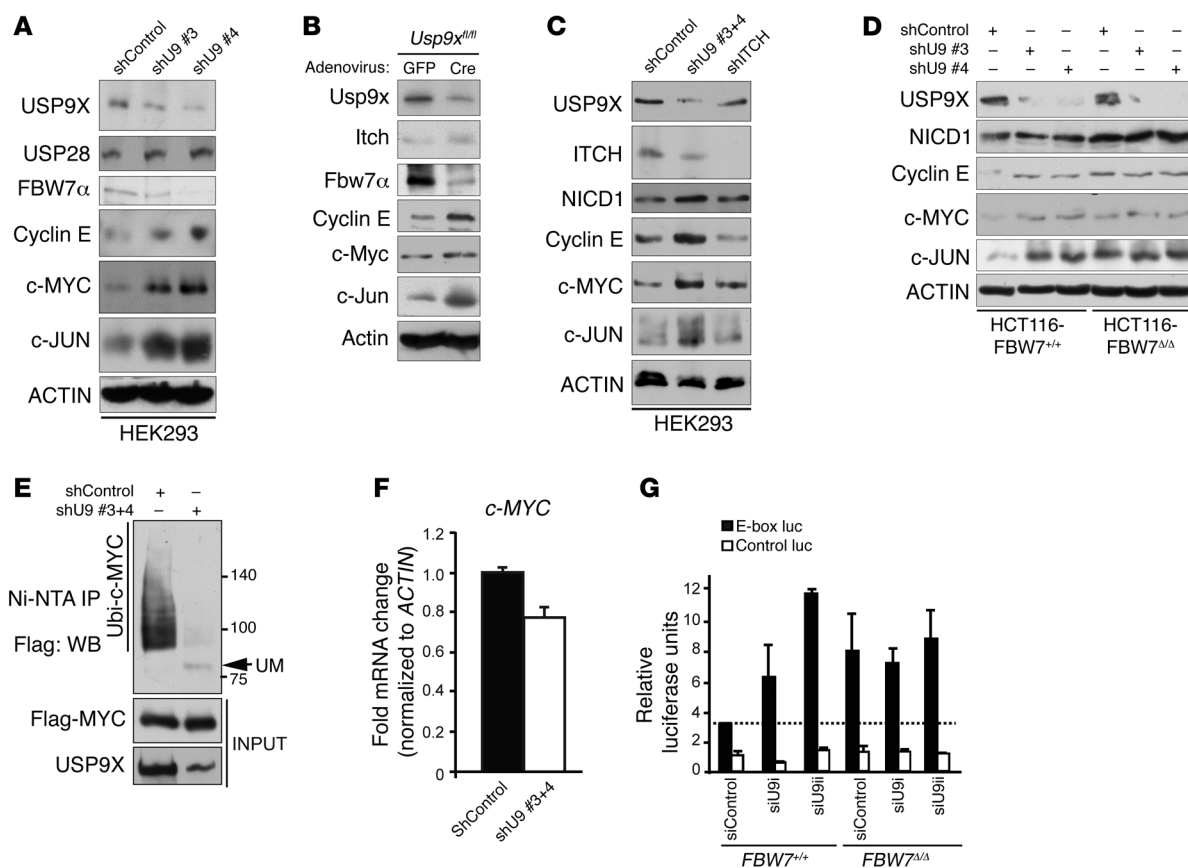 A
shControl
shU9 #3
shU9 #4
USP9X
USP28
FBW7α
Cyclin E
c-MYC
c-JUN
ACTIN
HEK293
B
Usp9xfl/fl
Adenovirus: GFP Cre
Usp9x
Itch
Fbw7α
Cyclin E
c-Myc
c-Jun
Actin
C
shControl
shU9 #3+4
shITCH
USP9X
ITCH
NICD1
Cyclin E
c-MYC
c-JUN
ACTIN
HEK293
D
shControl + – – + – –
shU9 #3 – + – – + –
shU9 #4 – – + – – +
USP9X
NICD1
Cyclin E
c-MYC
c-JUN
ACTIN
HCT116-
FBW7+/+
HCT116-
FBW7Δ/Δ
E
shControl + –
shU9 #3+4 – +
Ubi-c-MYC
Ni-NTA IP
Flag: WB
140
100
UM
75
Flag-MYC
USP9X
INPUT
F
c-MYC
Fold mRNA change
(normalized to ACTIN)
1.2
1.0
0.8
0.6
0.4
0.2
0
ShControl
shU9 #3+4
G
E-box luc
Control luc
Relative
luciferase units
12
10
8
6
4
2
0
siControl
siU9i
siU9ii
siControl
siU9i
siU9ii
FBW7+/+
FBW7Δ/Δ